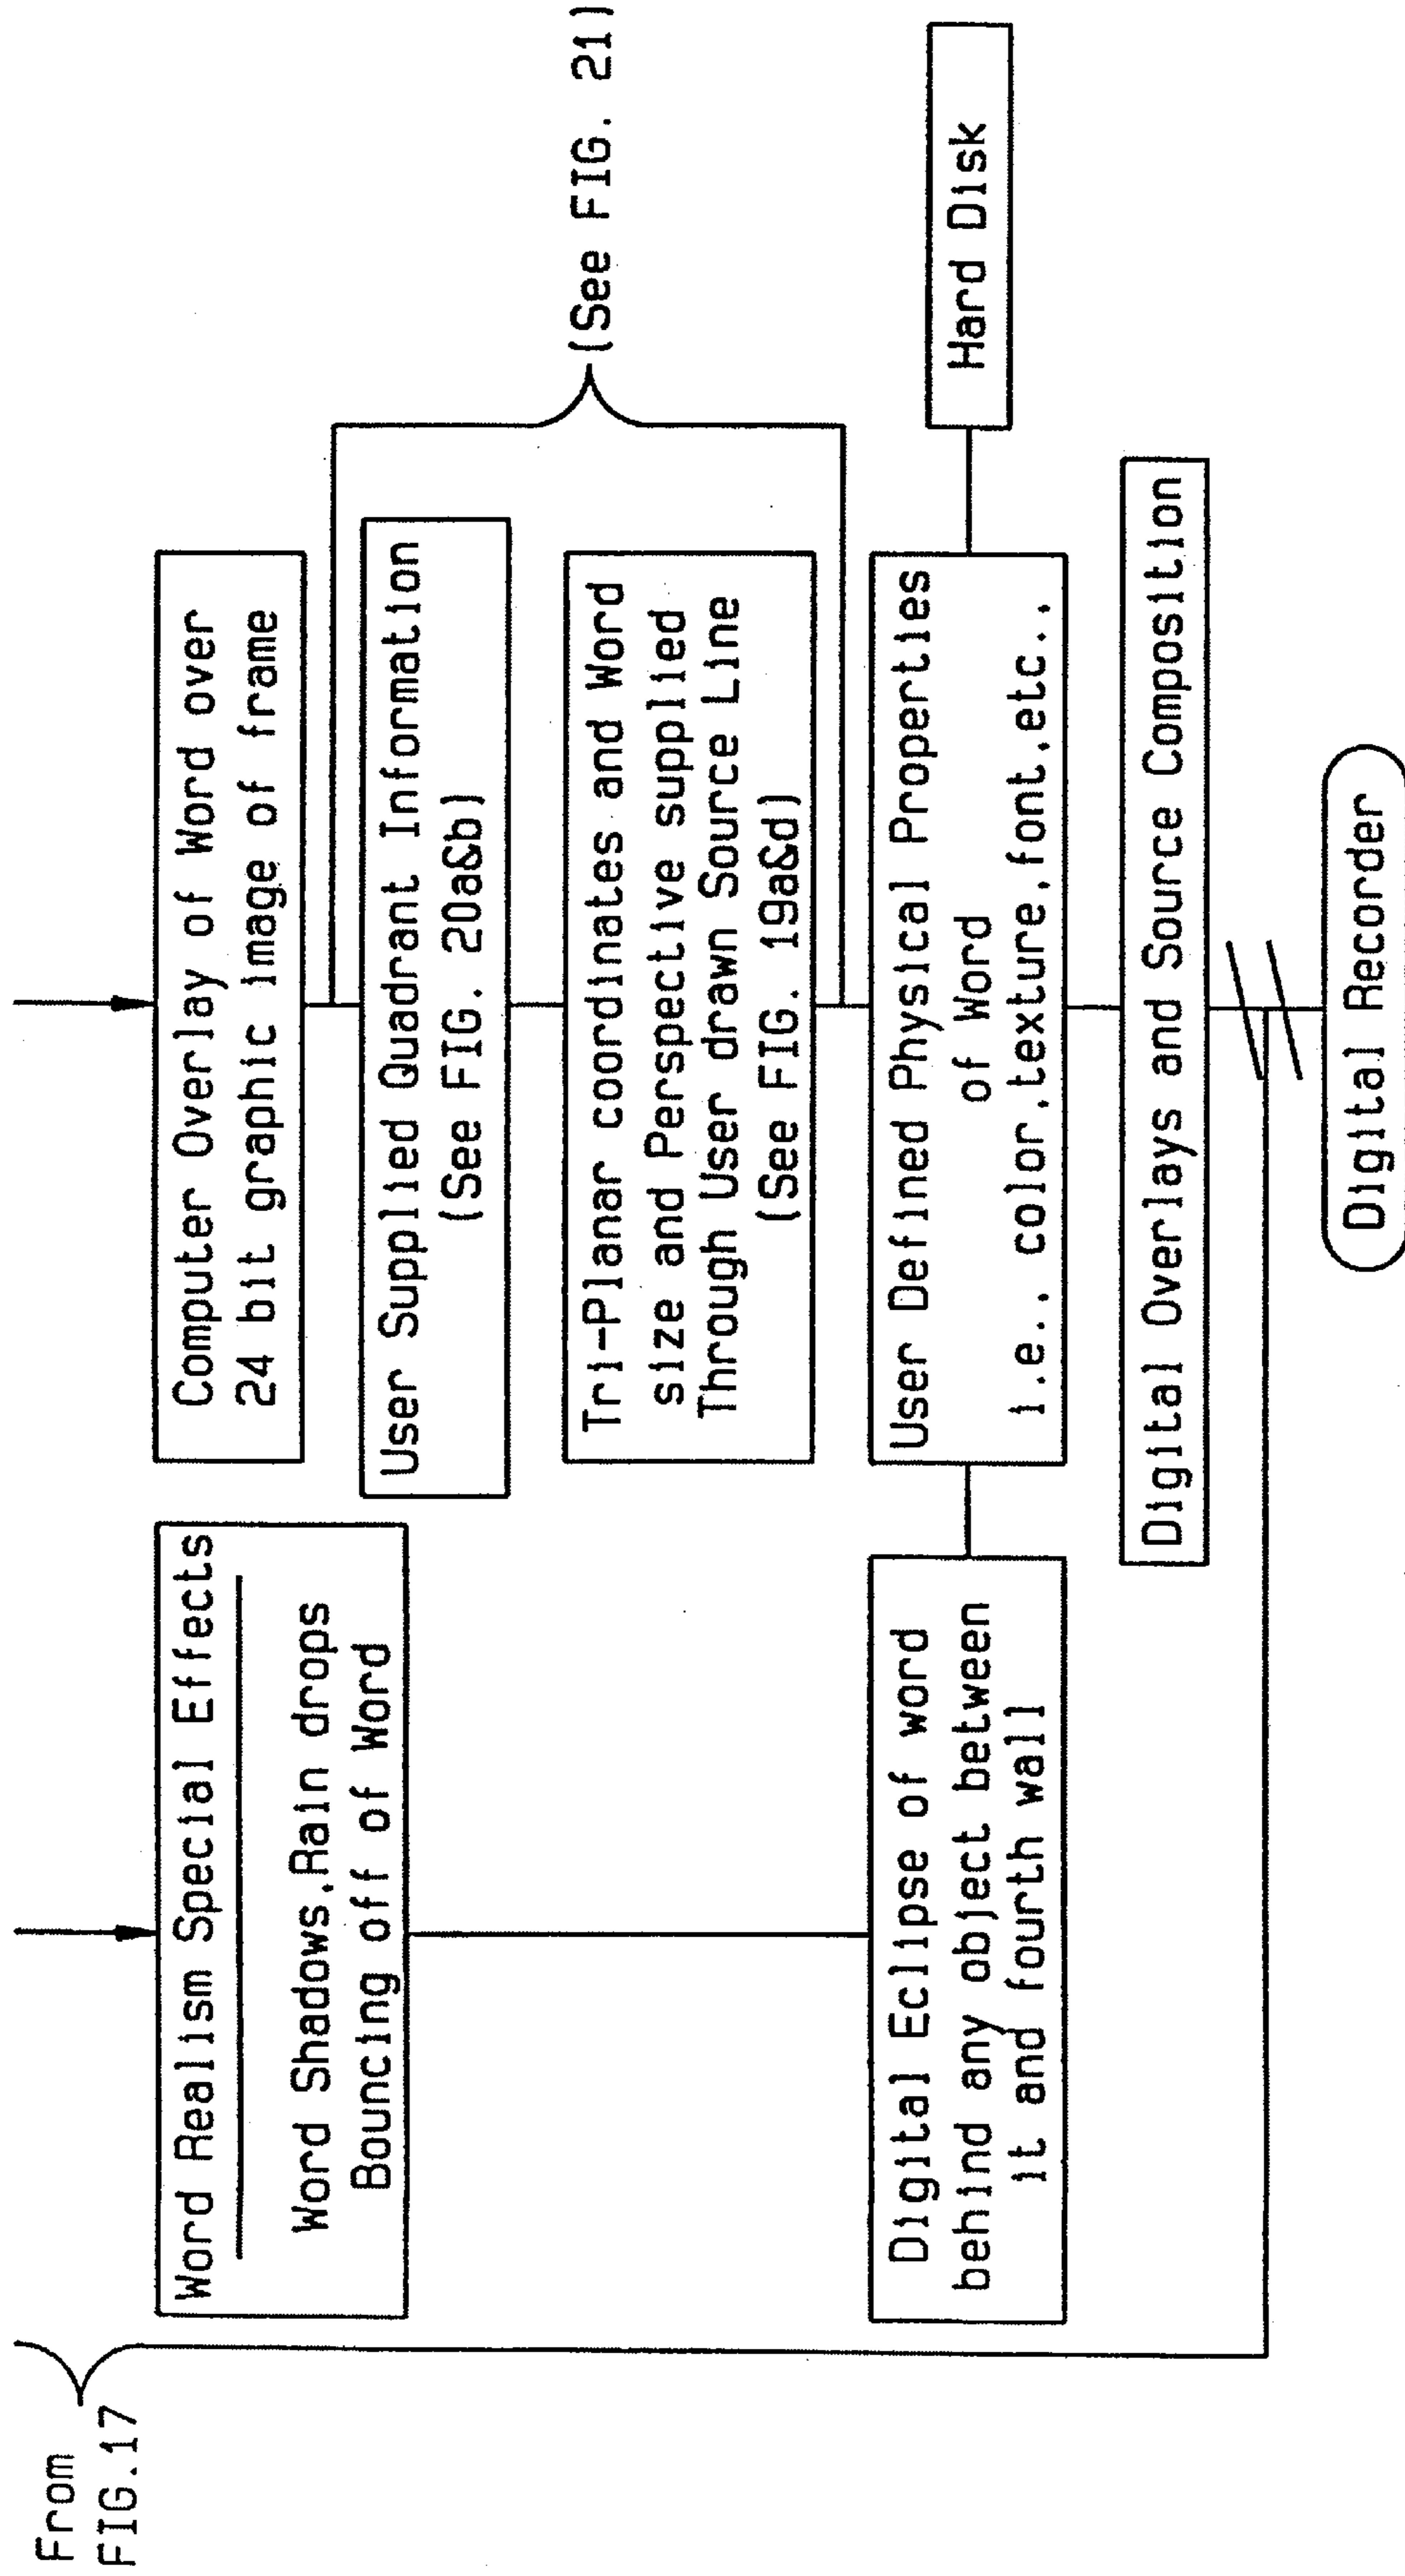 From
FIG.17
Word Realism Special Effects
Word Shadows,Rain drops
Bouncing off of Word
Computer Overlay of Word over
24 bit graphic image of frame
User Supplied Quadrant Information
(See FIG. 20a&b)
(See FIG. 21)
Tri-Planar coordinates and Word
size and Perspective supplied
Through User drawn Source Line
(See FIG. 19a&d)
Digital Eclipse of word
behind any object between
it and fourth wall
User Defined Physical Properties
of Word
i.e., color,texture,font,etc..
Hard Disk
Digital Overlays and Source Composition
Digital Recorder